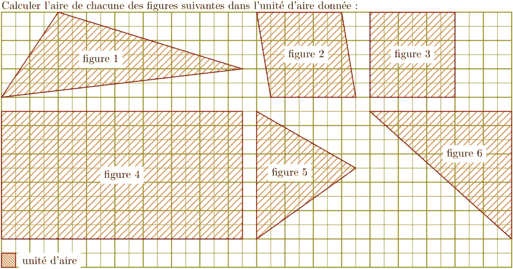 Calculer l'aire de chacune des figures suivantes dans l'unité d'aire donnée :
figure 1
figure 2
figure 3
figure 4
figure 5
figure 6
unité d'aire